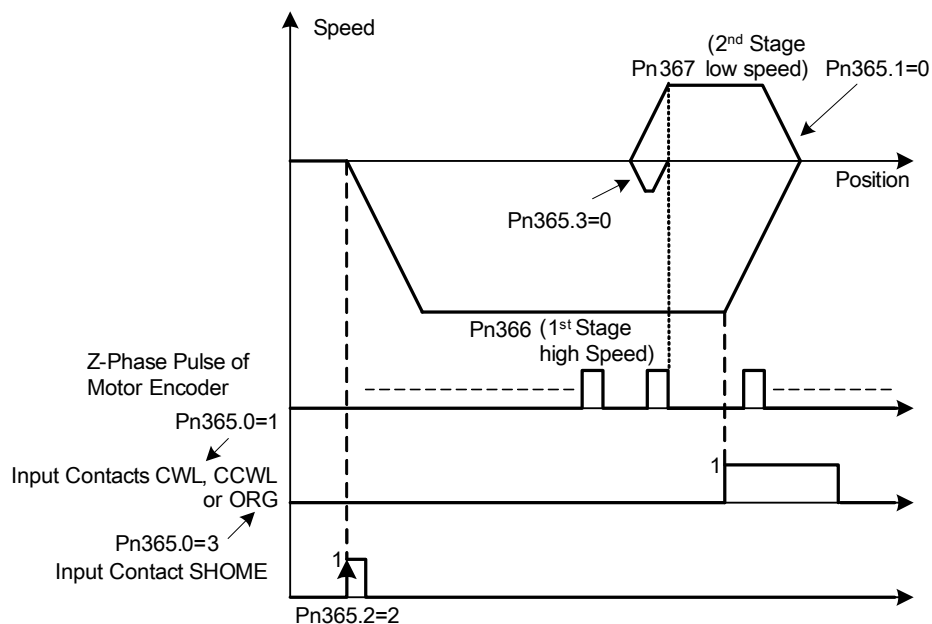 Speed
(2nd Stage
low speed)
Pn367
Pn365.1=0
Position
Pn365.3=0
Pn366 (1st Stage
high Speed)
Z-Phase Pulse of
Motor Encoder
Pn365.0=1
Input Contacts CWL, CCWL
or ORG
1
Pn365.0=3
Input Contact SHOME
1
Pn365.2=2